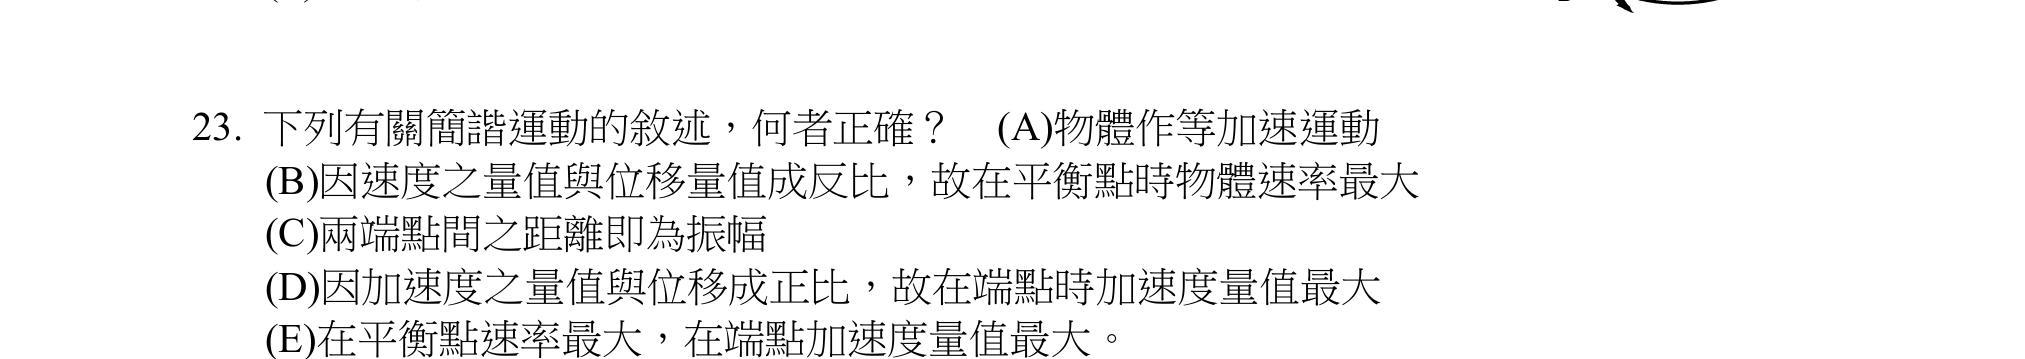 23. 下列有關簡諧運動的敘述，何者正確？ (A)物體作等加速運動
(B)因速度之量值與位移量值成反比，故在平衡點時物體速率最大
(C)兩端點間之距離即為振幅
(D)因加速度之量值與位移成正比，故在端點時加速度量值最大
(E)在平衡點速率最大，在端點加速度量值最大。